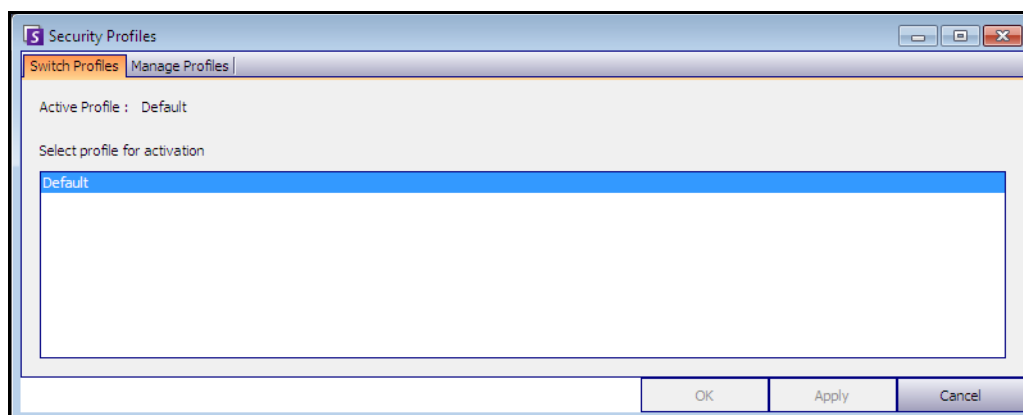 Security Profiles
Switch Profiles Manage Profiles
Active Profile : Default
Select profile for activation
Default
OK Apply Cancel